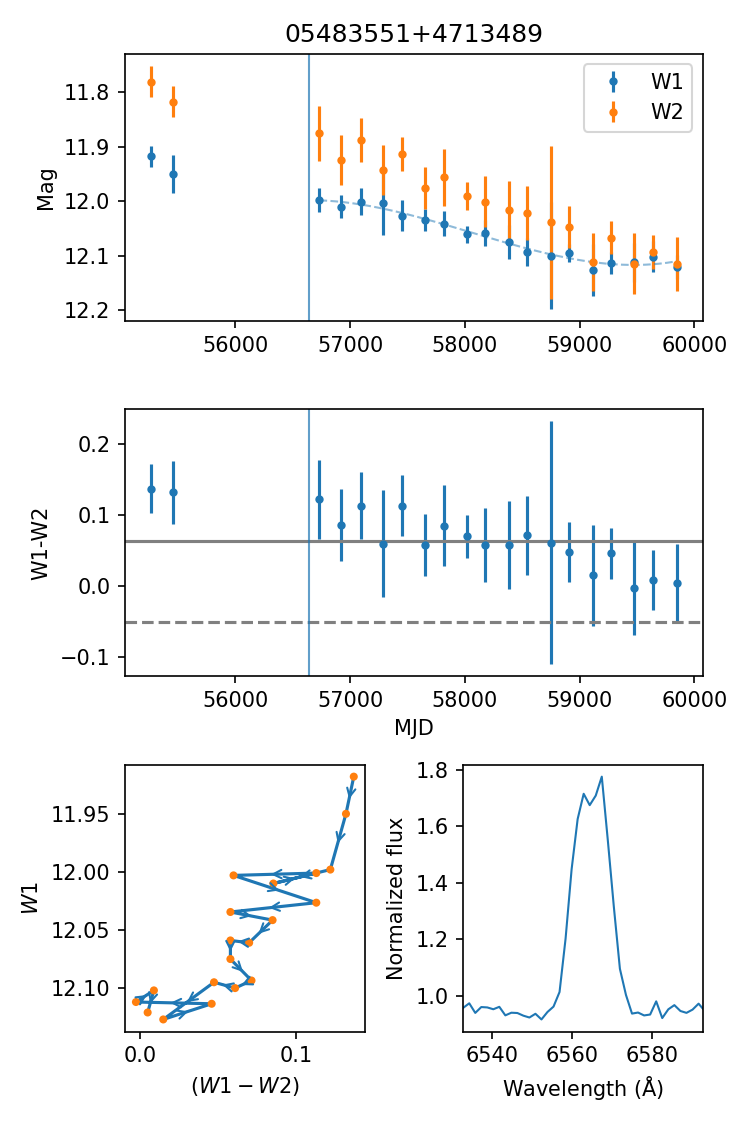 05483551+4713489
Mag
11.8
11.9
12.0
12.1
12.2
W1
W2
56000 57000 58000 59000 60000
W1-W2
0.2
0.1
0.0
−0.1
56000 57000 58000 59000 60000
MJD
W1
11.95
12.00
12.05
12.10
0.0 0.1
(W1 − W2)
Normalized flux
1.8
1.6
1.4
1.2
1.0
6540 6560 6580
Wavelength (Å)